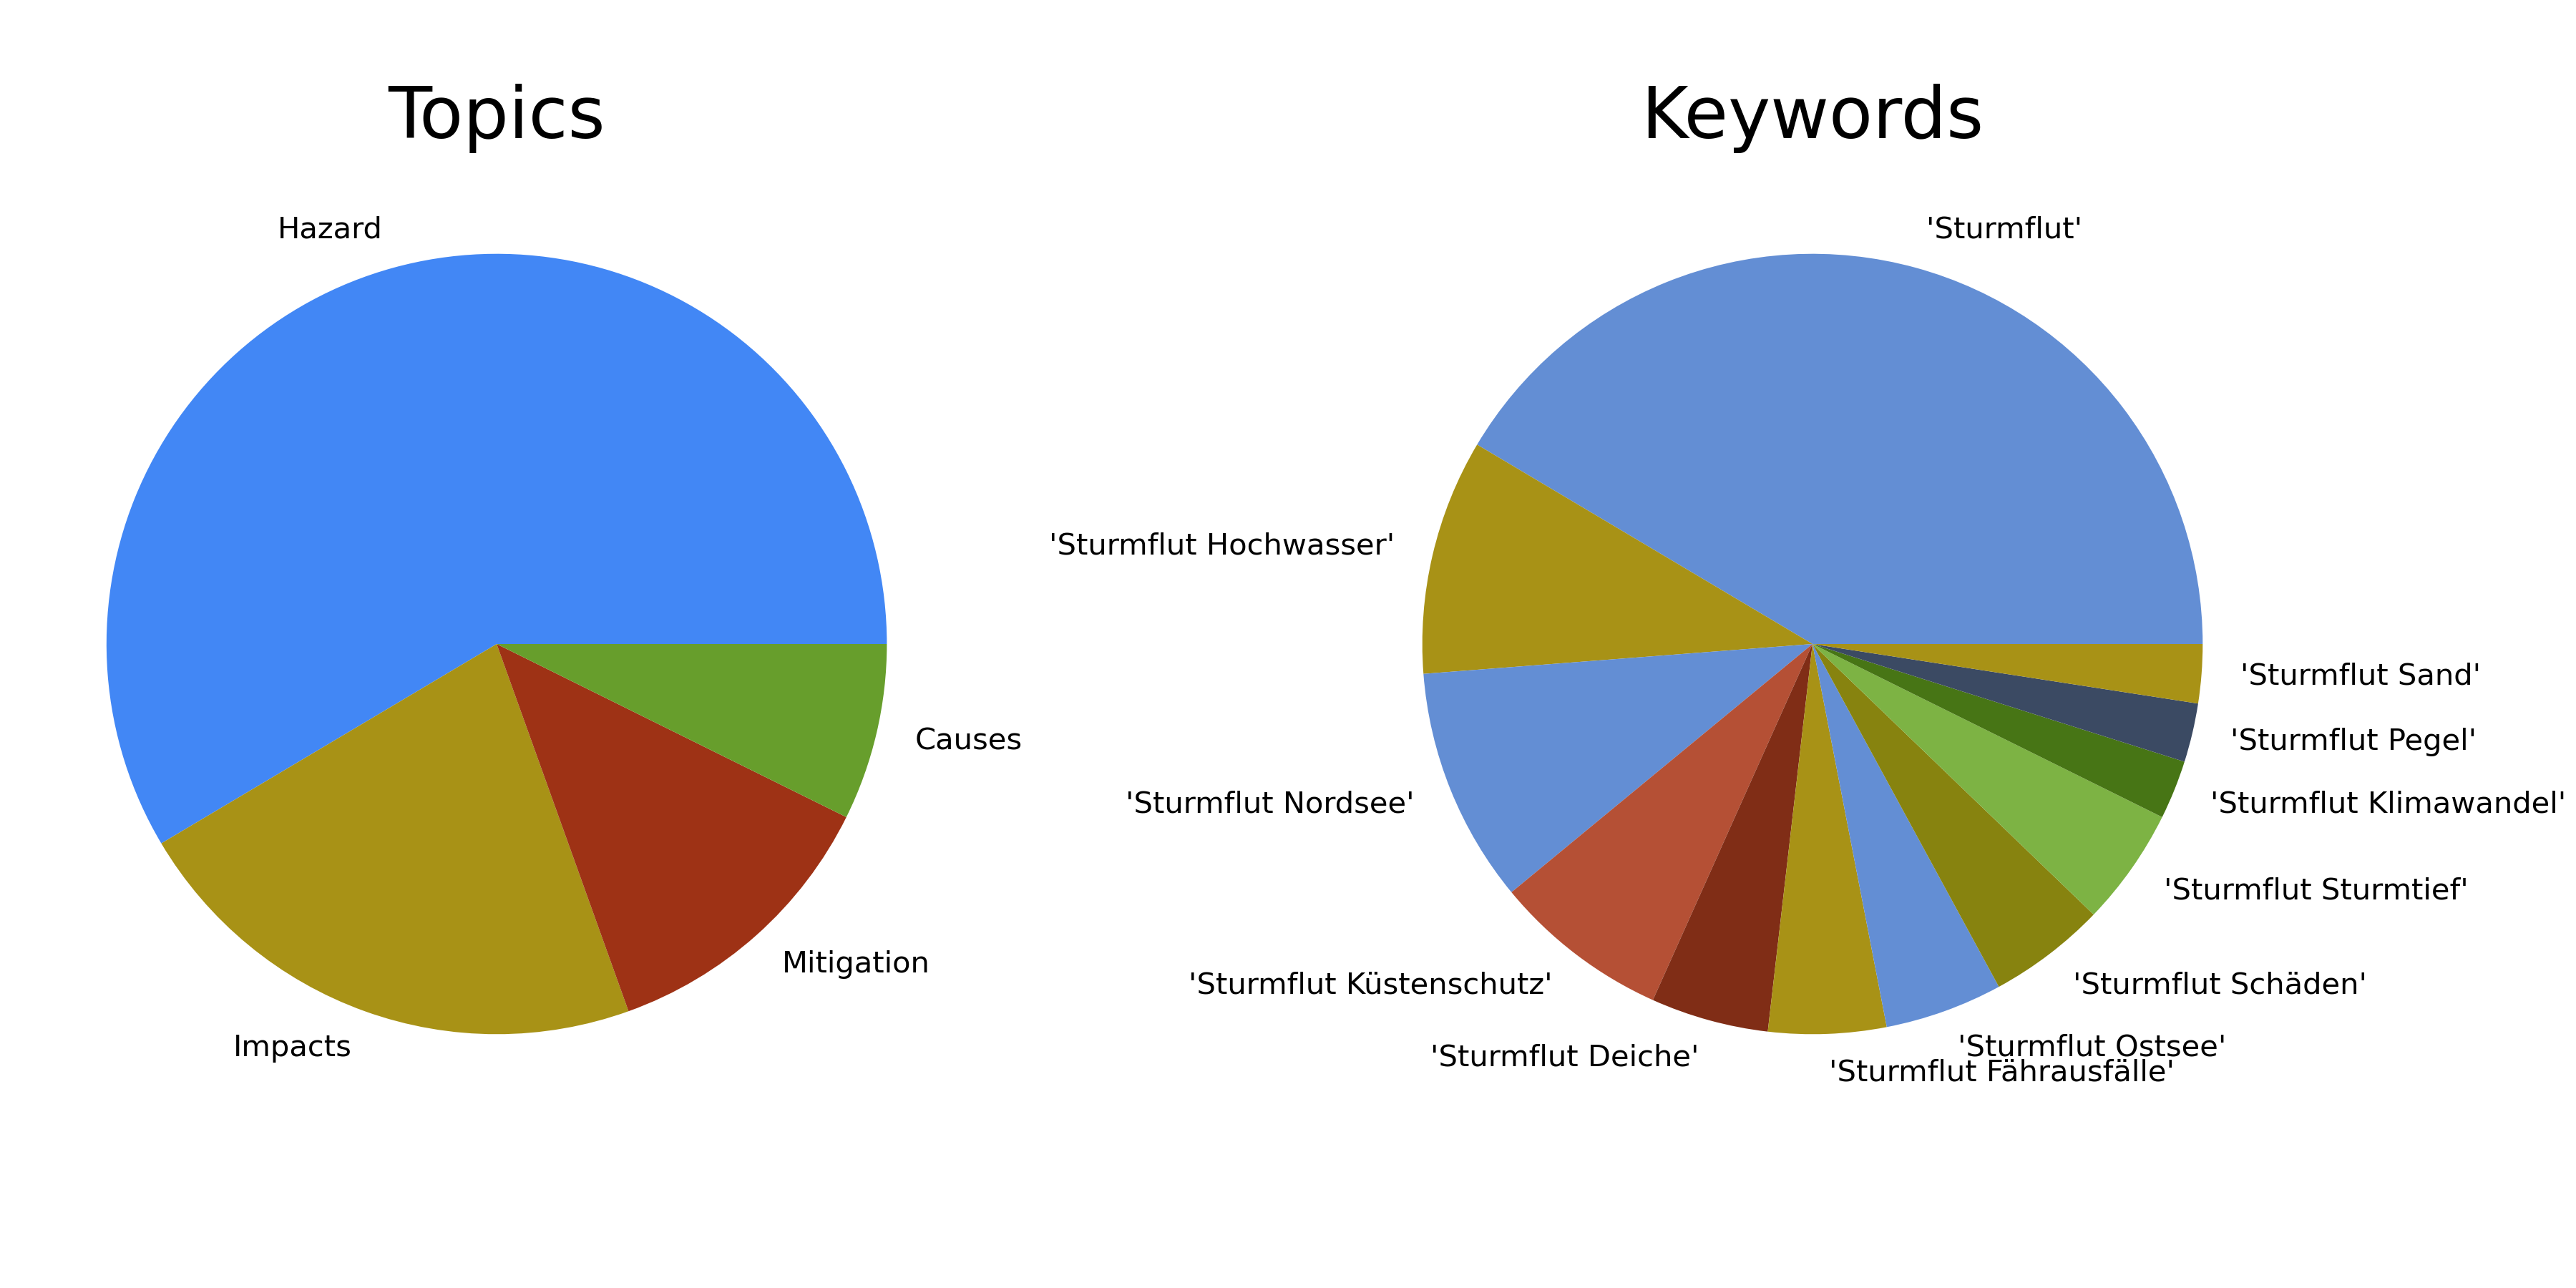 Topics
Hazard
Impacts
Mitigation
Causes
Keywords
'Sturmflut'
'Sturmflut Hochwasser'
'Sturmflut Nordsee'
'Sturmflut Küstenschutz'
'Sturmflut Deiche'
'Sturmflut Fährausfälle'
'Sturmflut Ostsee'
'Sturmflut Schäden'
'Sturmflut Sturmtief'
'Sturmflut Klimawandel'
'Sturmflut Pegel'
'Sturmflut Sand'